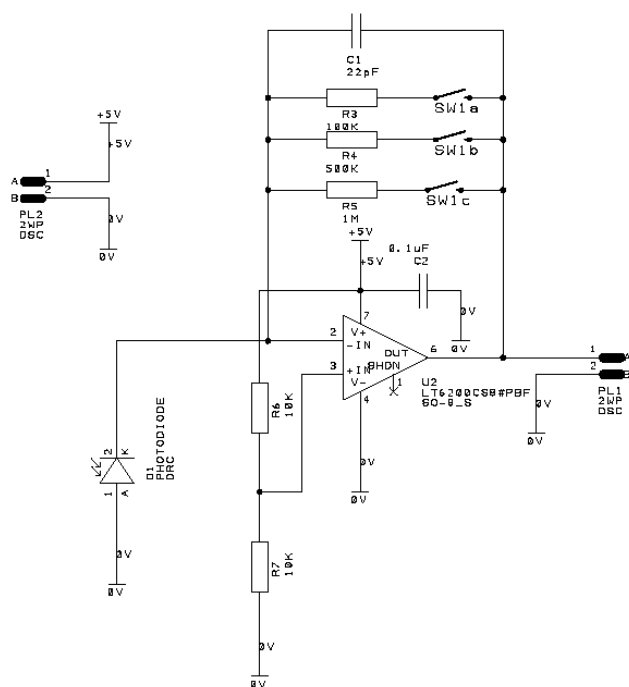 C1
22pF
R3
100K
SW1a
R4
500K
SW1b
R5
1M
SW1c
+5V
+5V
A 1
B 2
PL2
2WP
DSC
0V
0V
+5V
+5V
0.1uF
C2
0V
0V
7
V+
2
-IN
OUT
6
3
+IN
SHDN
V-
1
4
U2
LT6200CS8#PBF
SO-8_S
1 A
2 B
PL1
2WP
DSC
0V
0V
R6
10K
0V
0V
2
K
D1
PHOTODIODE
DRC
1
A
0V
0V
R7
10K
0V
0V